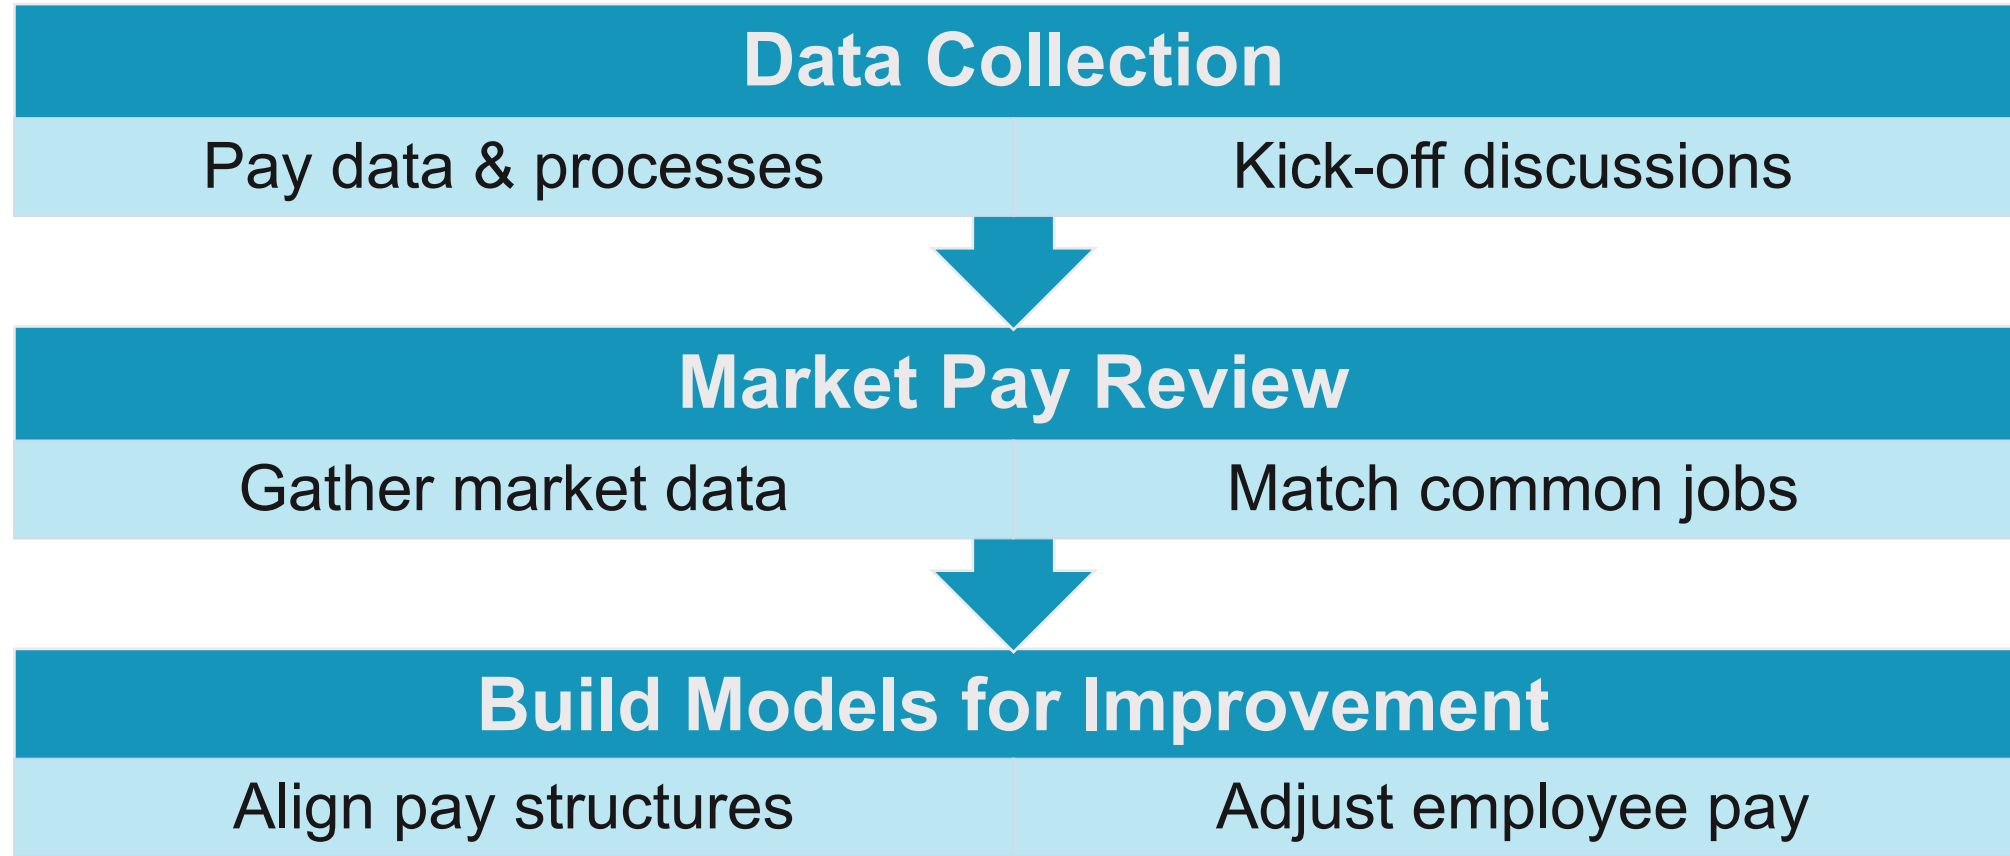 Data Collection
Pay data & processes
Kick-off discussions
Market Pay Review
Gather market data
Match common jobs
Build Models for Improvement
Align pay structures
Adjust employee pay